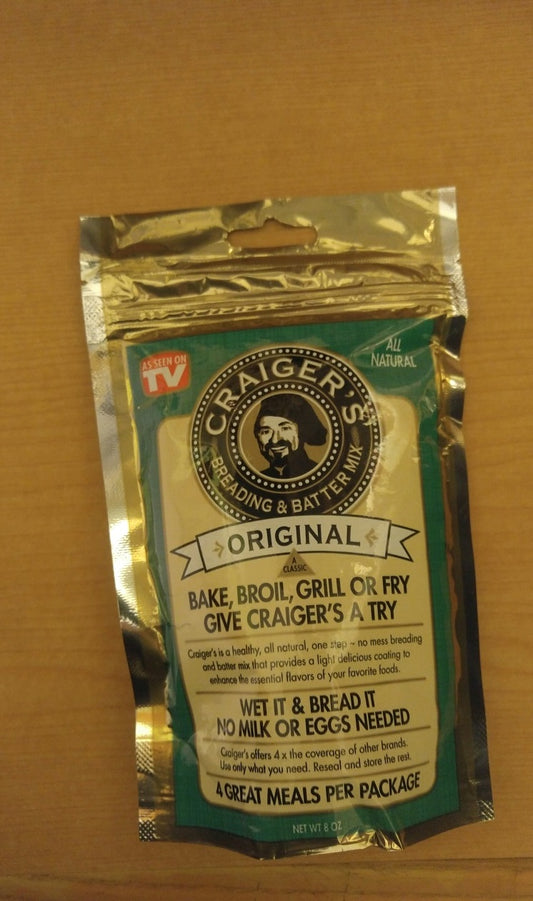 AS SEEN ON
TV
ALL
NATURAL
CRAIGER'S
BREADING & BATTER MIX
ORIGINAL
A
CLASSIC
BAKE, BROIL, GRILL OR FRY
GIVE CRAIGER'S A TRY
Craiger's is a healthy, all natural, one step ~ no mess breading
and batter mix that provides a light delicious coating to
enhance the essential flavors of your favorite foods.
WET IT & BREAD IT
NO MILK OR EGGS NEEDED
Craiger's offers 4 x the coverage of other brands.
Use only what you need. Reseal and store the rest.
4 GREAT MEALS PER PACKAGE
NET WT 8 OZ